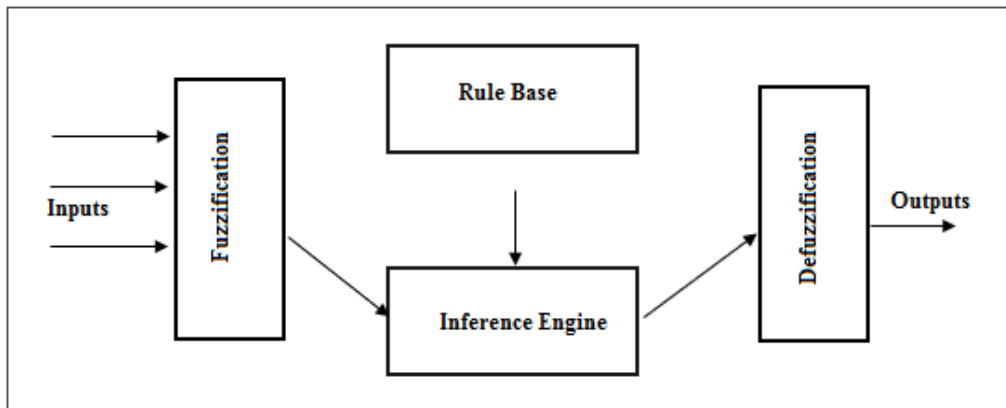 Inputs
Fuzzification
Rule Base
Inference Engine
Defuzzification
Outputs